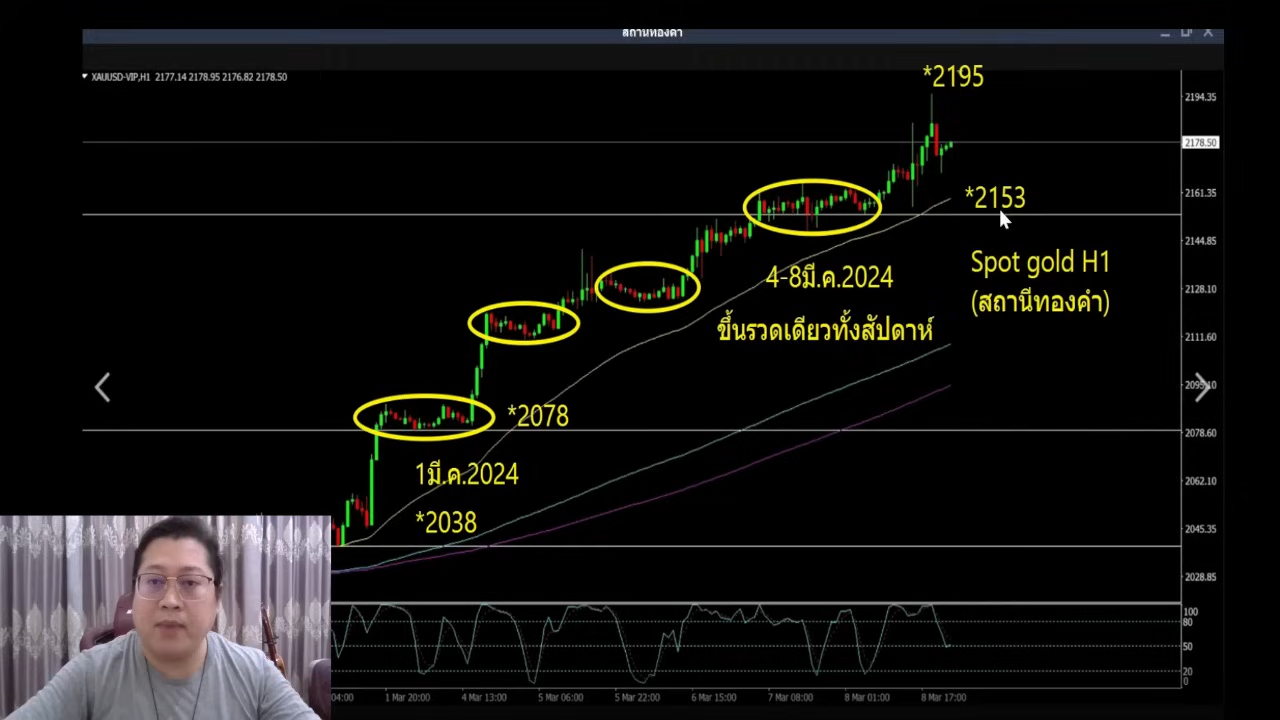 สถานีทองคำ
XAUUSD-VIP,H1 2177.14 2178.95 2176.82 2178.50
*2195
2194.35
2178.50
2161.35
*2153
2144.85
Spot gold H1
(สถานีทองคำ)
4-8มี.ค.2024
2128.10
ขึ้นรวดเดียวทั้งสัปดาห์
2111.60
2095.10
*2078
2078.60
1มี.ค.2024
2062.10
*2038
2045.35
2028.85
100
80
50
20
0
04:00 1 Mar 20:00 4 Mar 13:00 5 Mar 06:00 5 Mar 22:00 6 Mar 15:00 7 Mar 08:00 8 Mar 01:00 8 Mar 17:00